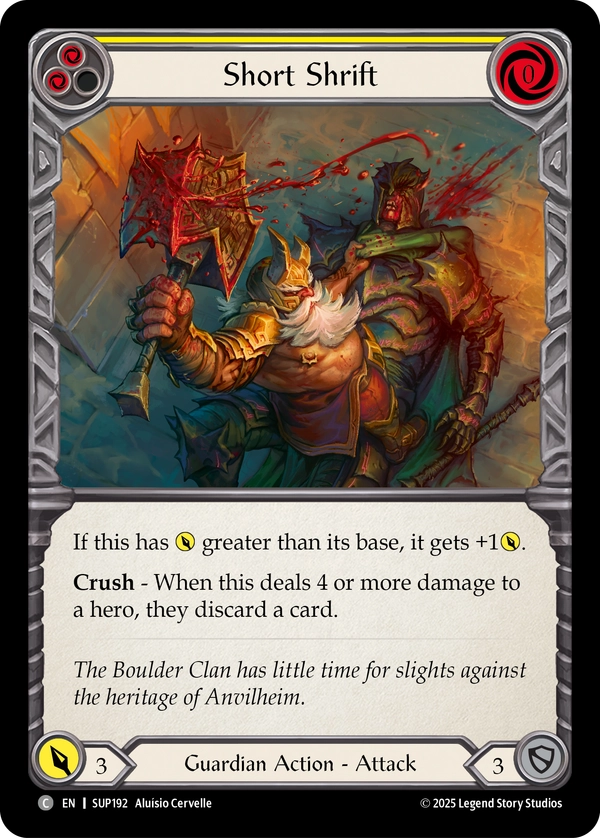 Short Shrift
0
If this has greater than its base, it gets +1.
Crush - When this deals 4 or more damage to
a hero, they discard a card.
The Boulder Clan has little time for slights against
the heritage of Anvilheim.
3
Guardian Action - Attack
3
C EN | SUP192 Aluisio Cervelle
© 2025 Legend Story Studios